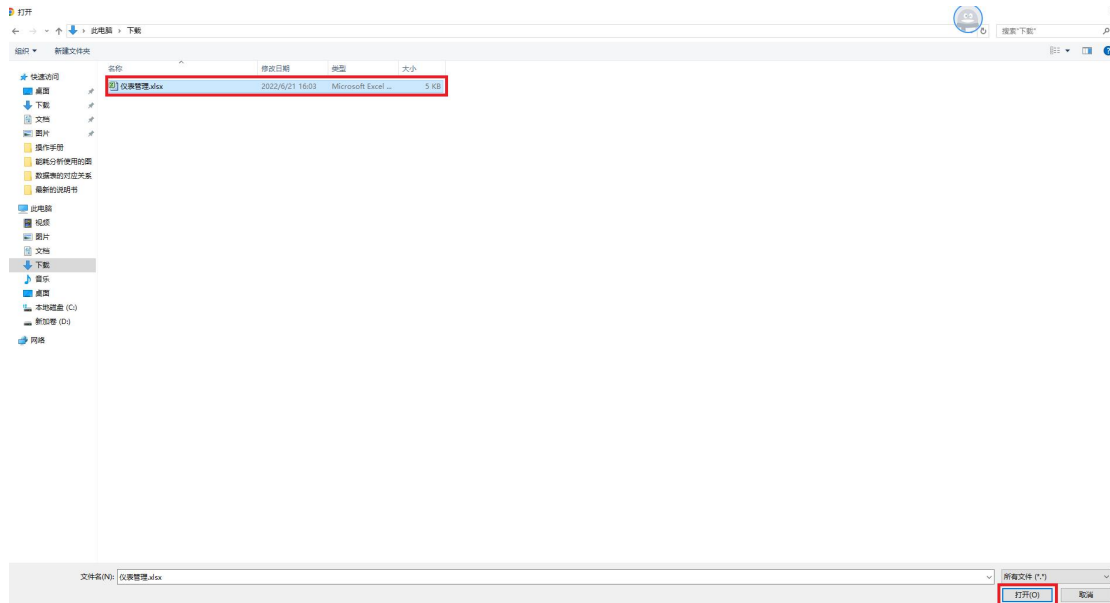 打开
此电脑 › 下载
搜索"下载"
组织 新建文件夹
名称 修改日期 类型 大小
仪表管理.xlsx 2022/6/21 16:03 Microsoft Excel ... 5 KB
快速访问
桌面
下载
文档
图片
操作手册
能耗分析使用的图
数据表的对应关系
最新的说明书
此电脑
视频
图片
文档
下载
音乐
桌面
本地磁盘 (C:)
新加卷 (D:)
网络
文件名(N): 仪表管理.xlsx 所有文件 (*.*)
打开(O) 取消